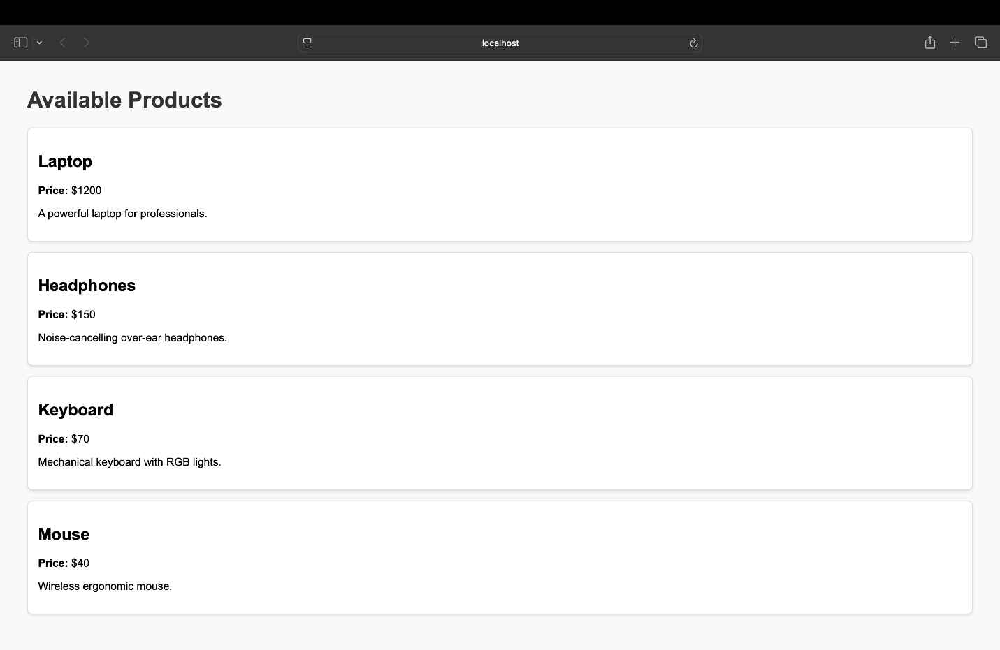 localhost
Available Products
Laptop
Price: $1200
A powerful laptop for professionals.
Headphones
Price: $150
Noise-cancelling over-ear headphones.
Keyboard
Price: $70
Mechanical keyboard with RGB lights.
Mouse
Price: $40
Wireless ergonomic mouse.